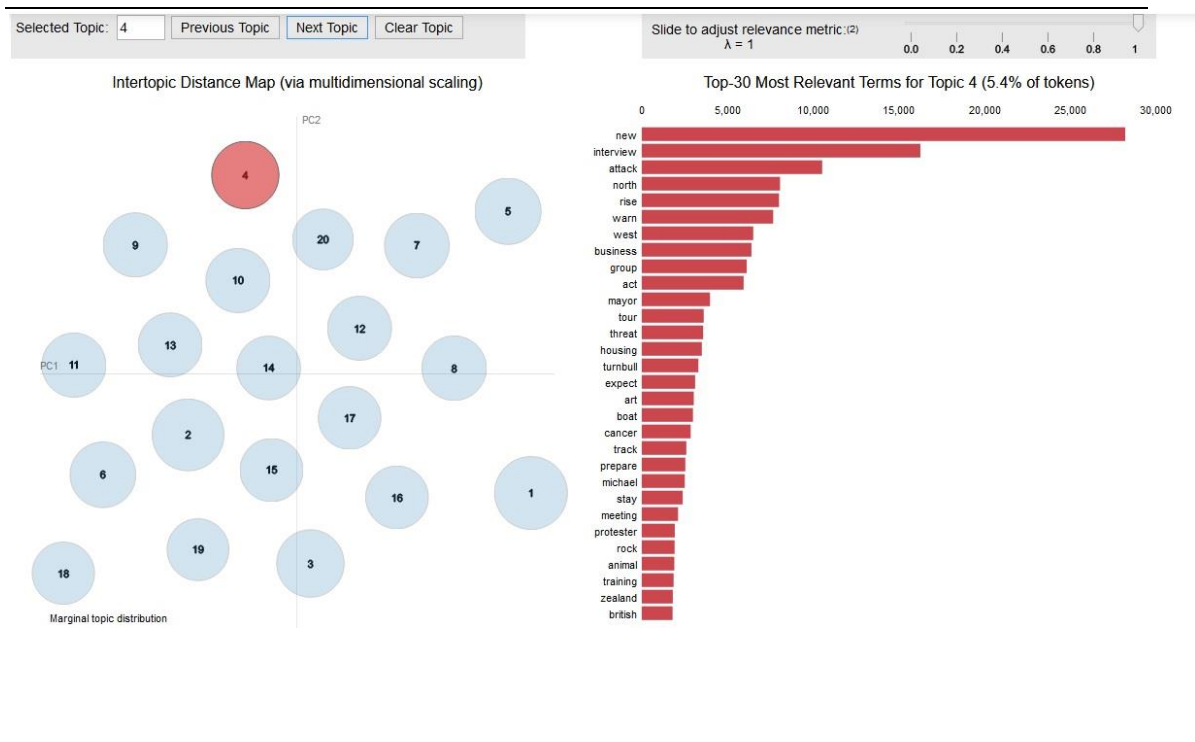 Selected Topic: 4 Previous Topic Next Topic Clear Topic
Slide to adjust relevance metric:(2)
λ = 1
0.0 0.2 0.4 0.6 0.8 1
Intertopic Distance Map (via multidimensional scaling)
PC2
4
5
9
20
7
10
12
13
PC1
11
14
8
17
2
15
6
16
1
19
3
18
Marginal topic distribution
Top-30 Most Relevant Terms for Topic 4 (5.4% of tokens)
0 5,000 10,000 15,000 20,000 25,000 30,000
new
interview
attack
north
rise
warn
west
business
group
act
mayor
tour
threat
housing
turnbull
expect
art
boat
cancer
track
prepare
michael
stay
meeting
protester
rock
animal
training
zealand
british